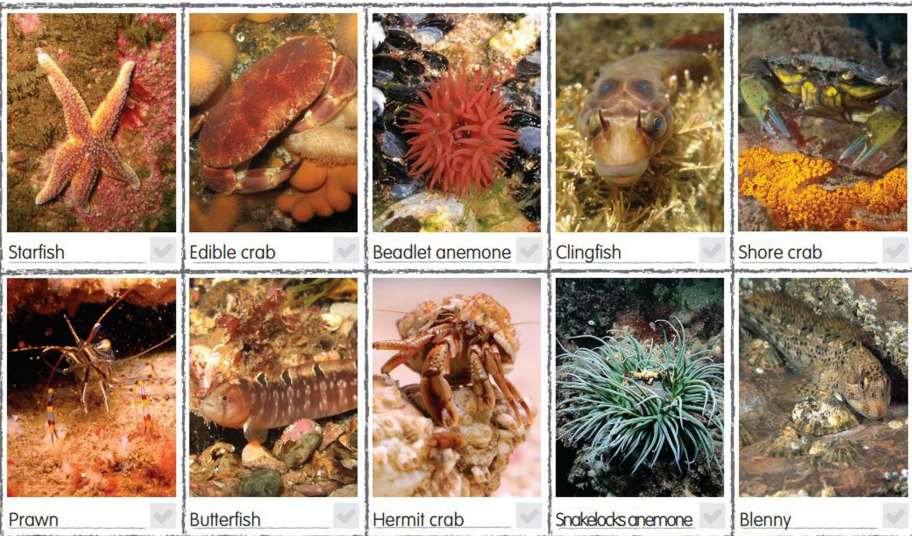 Starfish
Edible crab
Beadlet anemone
Clingfish
Shore crab
Prawn
Butterfish
Hermit crab
Snakelocks anemone
Blenny